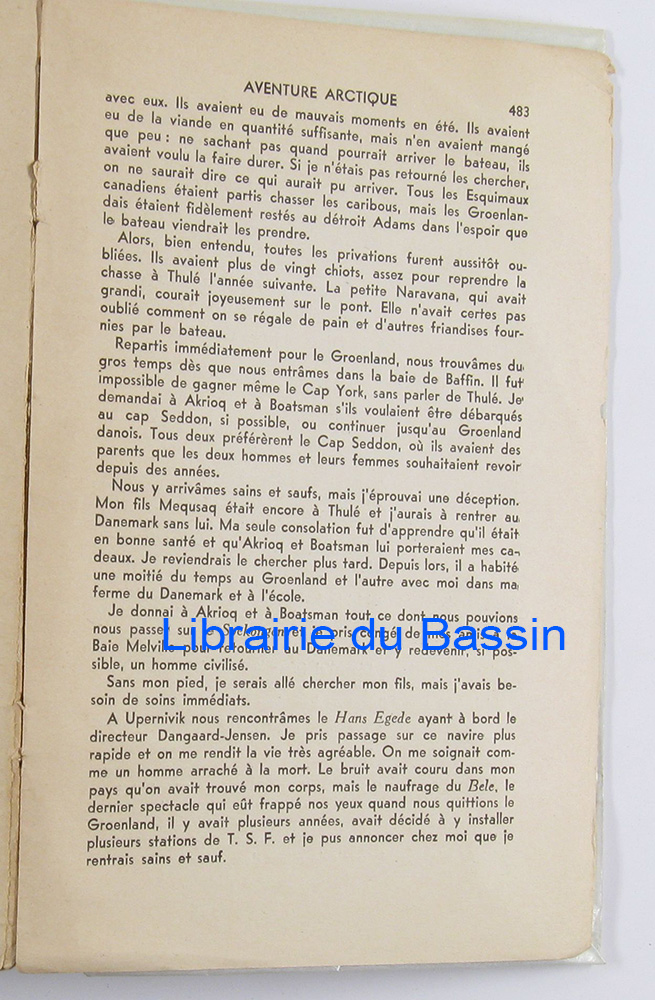 AVENTURE ARCTIQUE
483
avec eux. Ils avaient eu de mauvais moments en été. Ils avaient
eu de la viande en quantité suffisante, mais n'en avaient mangé
que peu : ne sachant pas quand pourrait arriver le bateau, ils
avaient voulu la faire durer. Si je n'étais pas retourné les chercher,
on ne saurait dire ce qui aurait pu arriver. Tous les Esquimaux
canadiens étaient partis chasser les caribous, mais les Groenlan-
dais étaient fidèlement restés au détroit Adams dans l'espoir que
le bateau viendrait les prendre.
Alors, bien entendu, toutes les privations furent aussitôt ou-
bliées. Ils avaient plus de vingt chiots, assez pour reprendre la
chasse à Thulé l'année suivante. La petite Naravana, qui avait
grandi, courait joyeusement sur le pont. Elle n'avait certes pas
oublié comment on se régale de pain et d'autres friandises four-
nies par le bateau.
Repartis immédiatement pour le Groenland, nous trouvâmes du
gros temps dès que nous entrâmes dans la baie de Baffin. Il fut
impossible de gagner même le Cap York, sans parler de Thulé. Je
demandai à Akrioq et à Boatsman s'ils voulaient être débarqués
au cap Seddon, si possible, ou continuer jusqu'au Groenland
danois. Tous deux préférèrent le Cap Seddon, où ils avaient des
parents que les deux hommes et leurs femmes souhaitaient revoir
depuis des années.
Nous y arrivâmes sains et saufs, mais j'éprouvai une déception.
Mon fils Mequsaq était encore à Thulé et j'aurais à rentrer au
Danemark sans lui. Ma seule consolation fut d'apprendre qu'il était
en bonne santé et qu'Akrioq et Boatsman lui porteraient mes ca-
deaux. Je reviendrais le chercher plus tard. Depuis lors, il a habité
une moitié du temps au Groenland et l'autre avec moi dans ma
ferme du Danemark et à l'école.
Je donnai à Akrioq et à Boatsman tout ce dont nous pouvions
nous passer sur le Søkongen et je pris congé de mes amis à la
Baie Melville pour retourner au Danemark et y redevenir, si pos-
sible, un homme civilisé.
Librairie du Bassin
Sans mon pied, je serais allé chercher mon fils, mais j'avais be-
soin de soins immédiats.
A Upernivik nous rencontrâmes le Hans Egede ayant à bord le
directeur Dangaard-Jensen. Je pris passage sur ce navire plus
rapide et on me rendit la vie très agréable. On me soignait com-
me un homme arraché à la mort. Le bruit avait couru dans mon
pays qu'on avait trouvé mon corps, mais le naufrage du Bele, le
dernier spectacle qui eût frappé nos yeux quand nous quittions le
Groenland, il y avait plusieurs années, avait décidé à y installer
plusieurs stations de T. S. F. et je pus annoncer chez moi que je
rentrais sains et sauf.